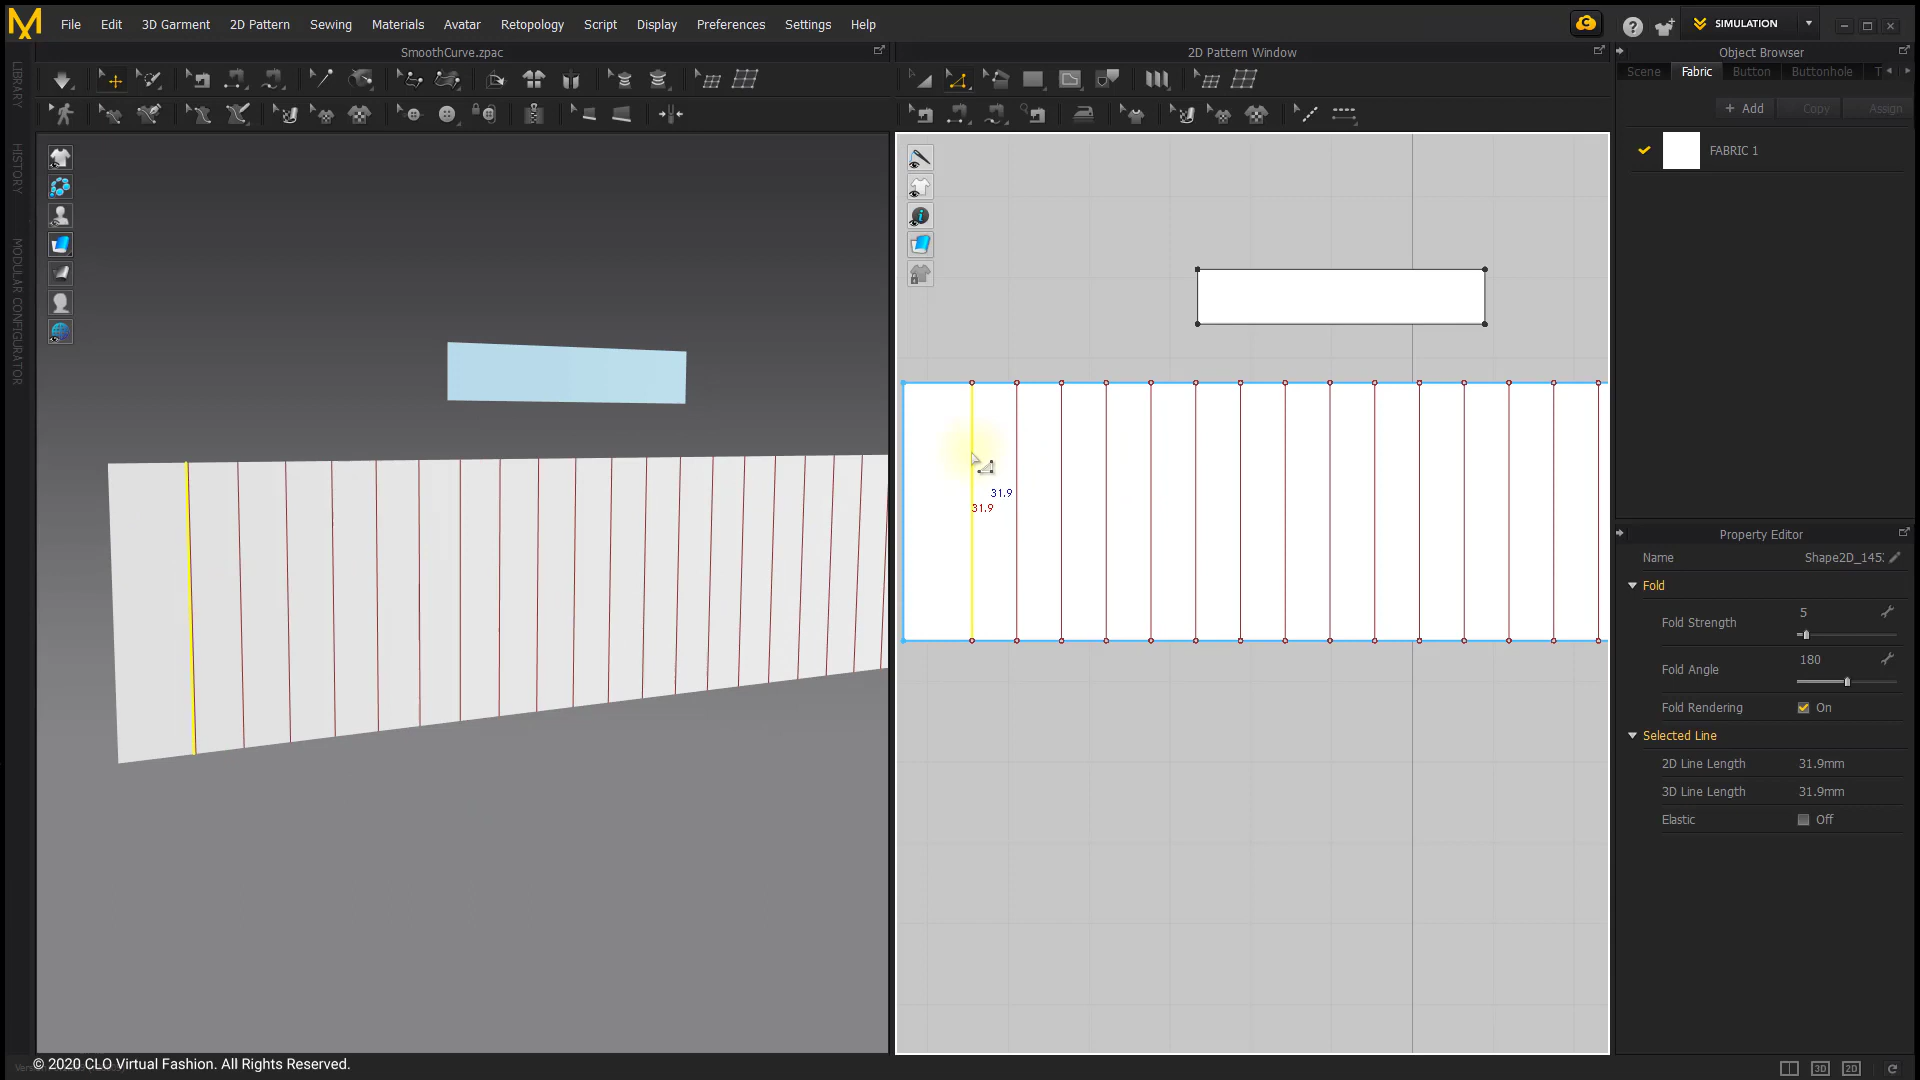 File Edit 3D Garment 2D Pattern Sewing Materials Avatar Retopology Script Display Preferences Settings Help
SIMULATION
SmoothCurve.zpac
2D Pattern Window
Object Browser
Scene Fabric Button Buttonhole T
+ Add Copy Assign
FABRIC 1
LIBRARY
HISTORY
MODULAR CONFIGURATOR
31.9
31.9
Property Editor
Name Shape2D_145
Fold
Fold Strength 5
Fold Angle 180
Fold Rendering On
Selected Line
2D Line Length 31.9mm
3D Line Length 31.9mm
Elastic Off
© 2020 CLO Virtual Fashion. All Rights Reserved.
3D 2D